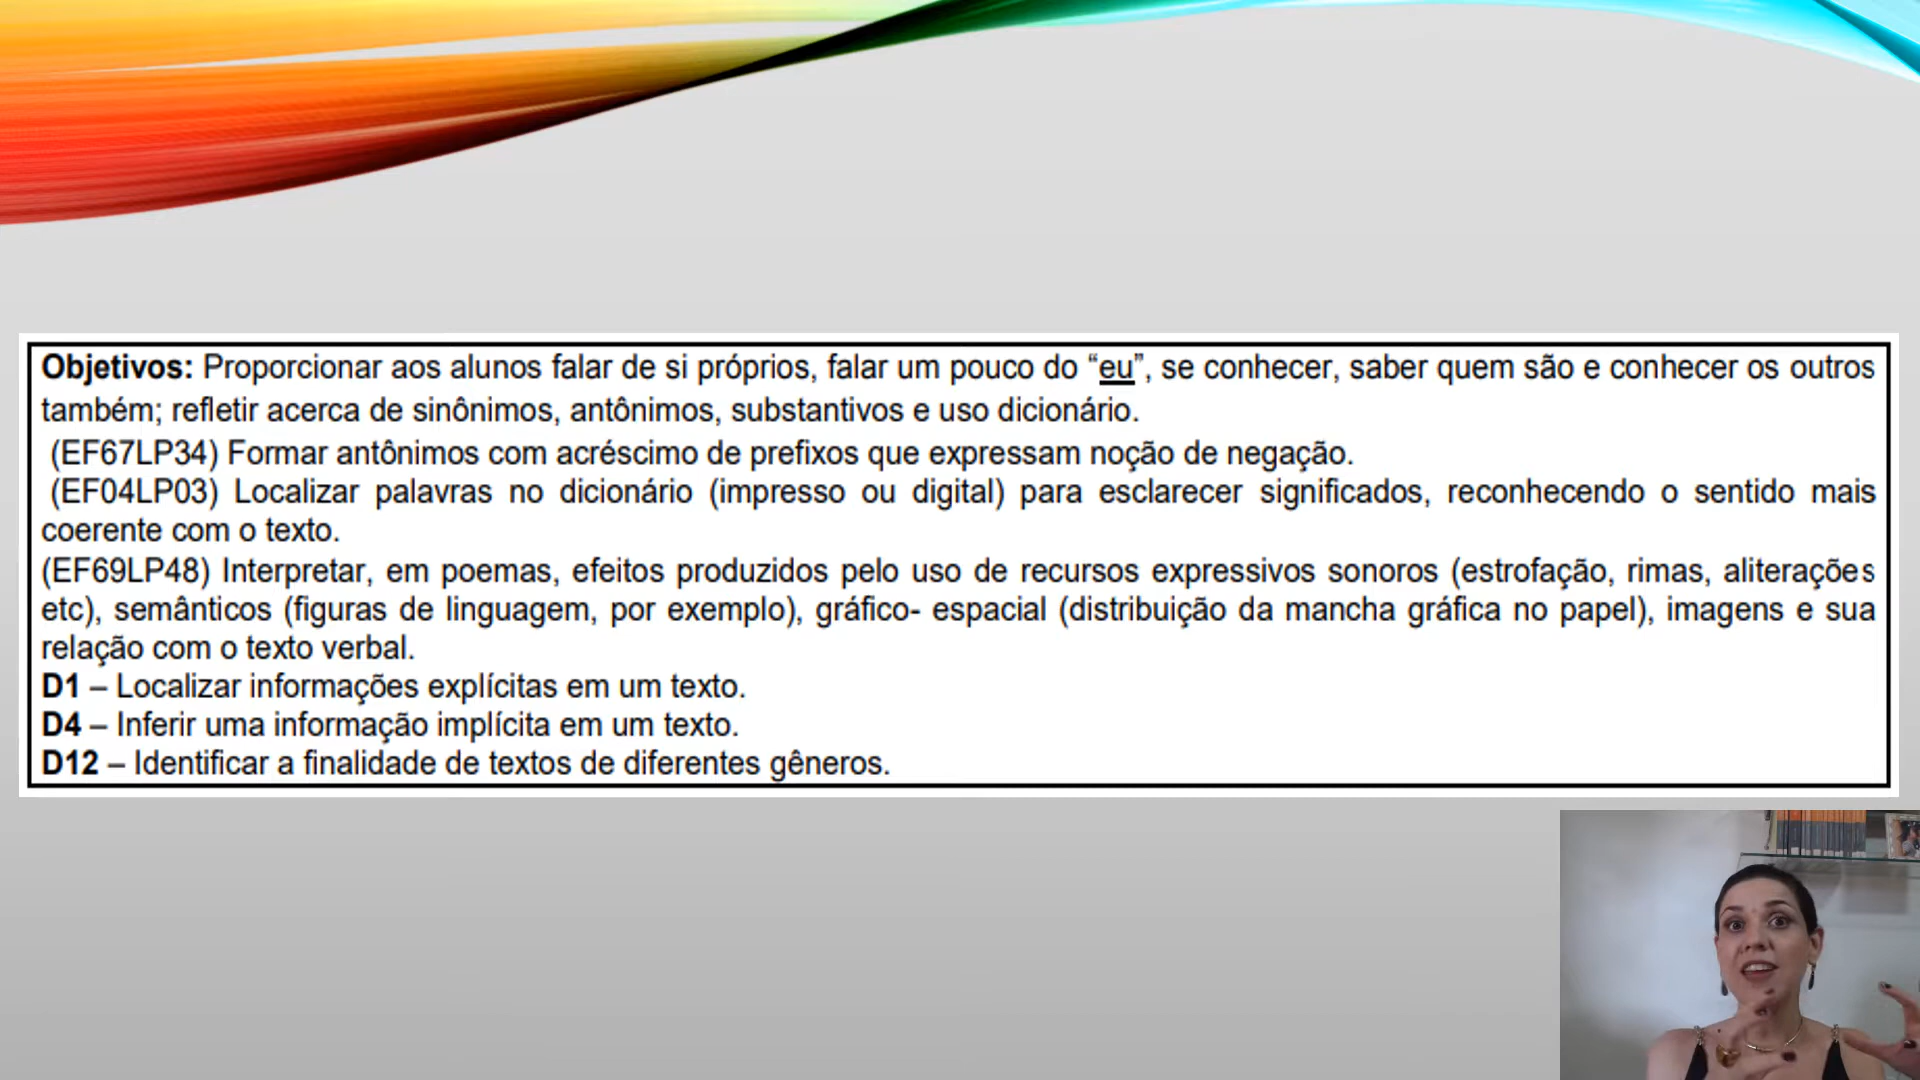 Objetivos: Proporcionar aos alunos falar de si próprios, falar um pouco do “eu”, se conhecer, saber quem são e conhecer os outros
também; refletir acerca de sinônimos, antônimos, substantivos e uso dicionário.
(EF67LP34) Formar antônimos com acréscimo de prefixos que expressam noção de negação.
(EF04LP03) Localizar palavras no dicionário (impresso ou digital) para esclarecer significados, reconhecendo o sentido mais
coerente com o texto.
(EF69LP48) Interpretar, em poemas, efeitos produzidos pelo uso de recursos expressivos sonoros (estrofação, rimas, aliterações
etc), semânticos (figuras de linguagem, por exemplo), gráfico- espacial (distribuição da mancha gráfica no papel), imagens e sua
relação com o texto verbal.
D1 – Localizar informações explícitas em um texto.
D4 – Inferir uma informação implícita em um texto.
D12 – Identificar a finalidade de textos de diferentes gêneros.